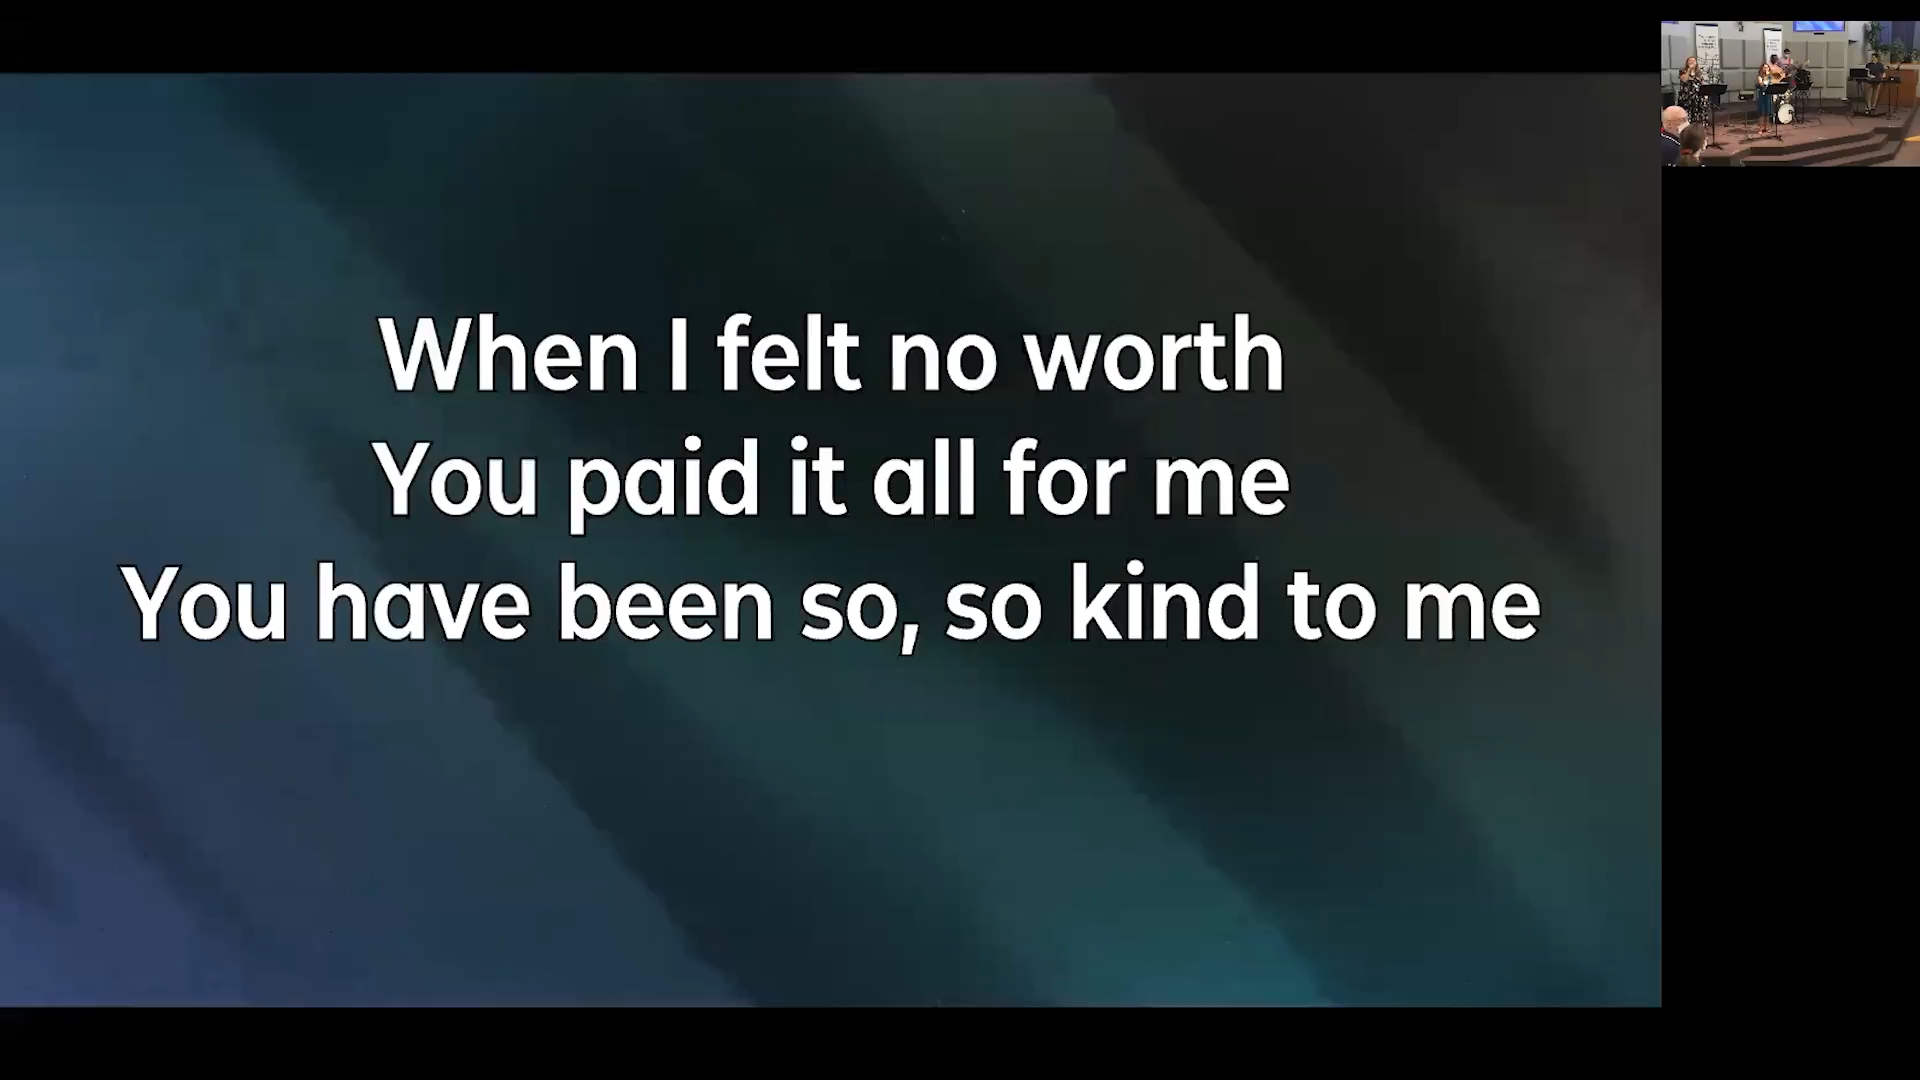 When I felt no worth
You paid it all for me
You have been so, so kind to me